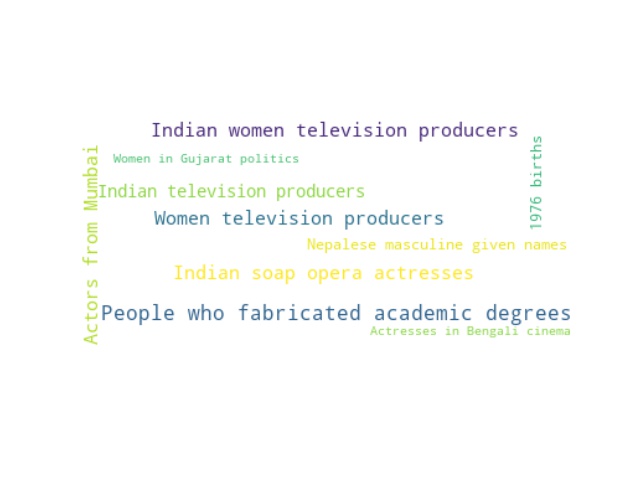 Indian women television producers
Women in Gujarat politics
1976 births
Actors from Mumbai
Indian television producers
Women television producers
Nepalese masculine given names
Indian soap opera actresses
People who fabricated academic degrees
Actresses in Bengali cinema